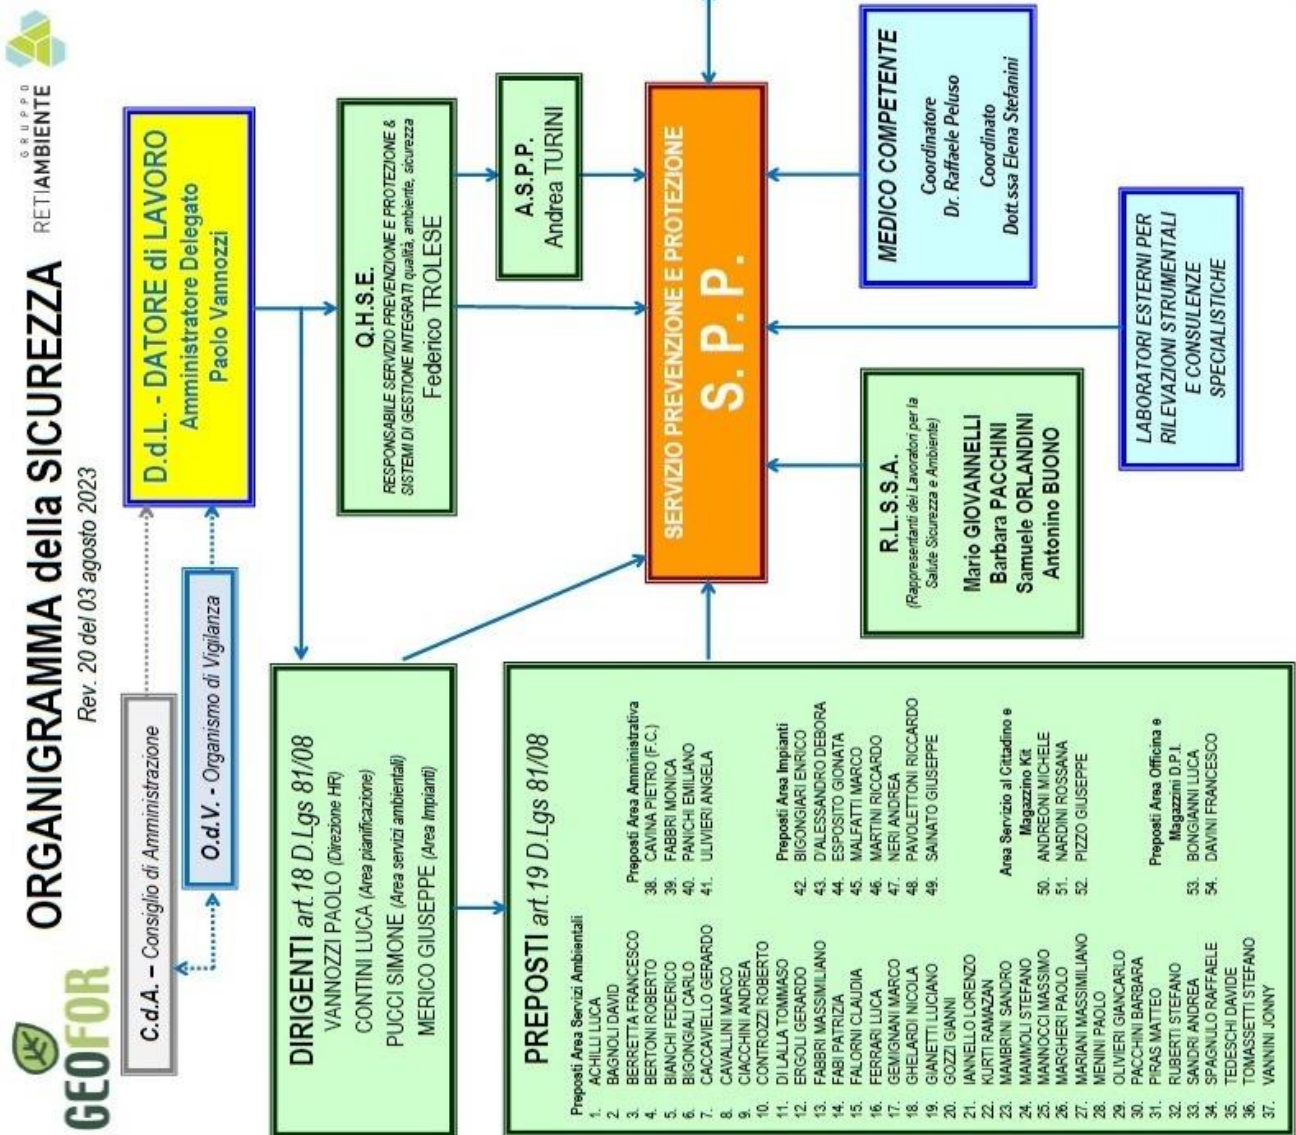 GEOFOR
ORGANIGRAMMA della SICUREZZA
Rev. 20 del 03 agosto 2023
GRUPPO
RETIAMBIENTE
C.d.A. – Consiglio di Amministrazione
O.d.V. - Organismo di Vigilanza
D.d.L. - DATORE di LAVORO
Amministratore Delegato
Paolo Vannozzi
DIRIGENTI art.18 D.Lgs 81/08
VANNOZZI PAOLO (Direzione HR)
CONTINI LUCA (Area pianificazione)
PUCCI SIMONE (Area servizi ambientali)
MERICO GIUSEPPE (Area Impianti)
Q.H.S.E.
RESPONSABILE SERVIZIO PREVENZIONE E PROTEZIONE &
SISTEMI DI GESTIONE INTEGRATI qualità, ambiente, sicurezza
Federico TROLESE
A.S.P.P.
Andrea TURINI
PREPOSTI art.19 D.Lgs 81/08
Preposti Area Servizi Ambientali
1. ACHILLI LUCA
2. BAGNOLI DAVID
3. BERRETTA FRANCESCO
4. BERTONI ROBERTO
5. BIANCHI FEDERICO
6. BIGONGIALI CARLO
7. CACCAVIELLO GERARDO
8. CAVALLINI MARCO
9. CIACCHINI ANDREA
10. CONTROZZI ROBERTO
11. DI LALLA TOMMASO
12. ERGOLI GERARDO
13. FABBRI MASSIMILIANO
14. FABI PATRIZIA
15. FALORNI CLAUDIA
16. FERRARI LUCA
17. GEMIGNANI MARCO
18. GHELARDI NICOLA
19. GIANETTI LUCIANO
20. GOZZI GIANNI
21. IANNELLO LORENZO
22. KURTI RAMAZAN
23. MAMBRINI SANDRO
24. MAMMOLI STEFANO
25. MANNOCCI MASSIMO
26. MARGHERI PAOLO
27. MARIANI MASSIMILIANO
28. MENINI PAOLO
29. OLIVIERI GIANCARLO
30. PACCHINI BARBARA
31. PIRAS MATTEO
32. RUBERTI STEFANO
33. SANDRI ANDREA
34. SPAGNULO RAFFAELE
35. TEDESCHI DAVIDE
36. TOMASSETTI STEFANO
37. VANNINI JONNY
Preposti Area Amministrativa
38. CAVINA PIETRO (F.C.)
39. FABBRI MONICA
40. PANICHI EMILIANO
41. ULIVIERI ANGELA
Preposti Area Impianti
42. BIGONGIARI ENRICO
43. D'ALESSANDRO DEBORA
44. ESPOSITO GIONATA
45. MALFATTI MARCO
46. MARTINI RICCARDO
47. NERI ANDREA
48. PAVOLETTONI RICCARDO
49. SAINATO GIUSEPPE
Area Servizio al Cittadino e
Magazzino Kit
50. ANDREONI MICHELE
51. NARDINI ROSSANA
52. PIZZO GIUSEPPE
Preposti Area Officina e
Magazzini D.P.I.
53. BONGIANNI LUCA
54. DAVINI FRANCESCO
SERVIZIO PREVENZIONE E PROTEZIONE
S. P. P.
R.L.S.S.A.
(Rappresentanti dei Lavoratori per la
Salute Sicurezza e Ambiente)
Mario GIOVANNELLI
Barbara PACCHINI
Samuele ORLANDINI
Antonino BUONO
MEDICO COMPETENTE
Coordinatore
Dr. Raffaele Peluso
Coordinato
Dott.ssa Elena Stefanini
LABORATORI ESTERNI PER
RILEVAZIONI STRUMENTALI
E CONSULENZE
SPECIALISTICHE